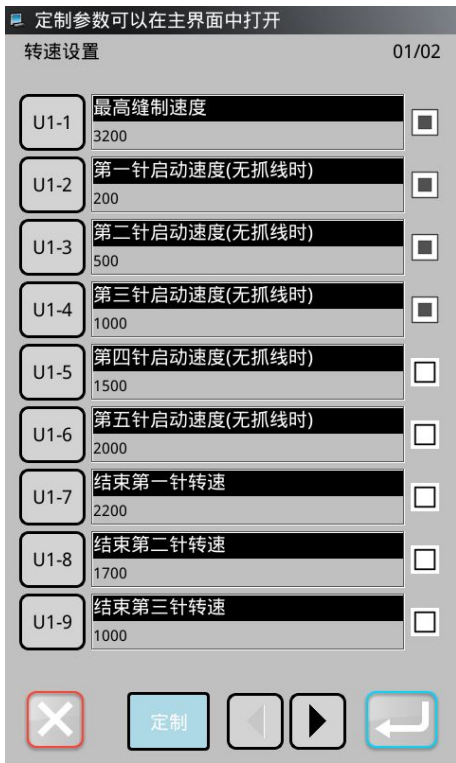 定制参数可以在主界面中打开
转速设置 01/02
U1-1 最高缝制速度
3200
U1-2 第一针启动速度(无抓线时)
200
U1-3 第二针启动速度(无抓线时)
500
U1-4 第三针启动速度(无抓线时)
1000
U1-5 第四针启动速度(无抓线时)
1500
U1-6 第五针启动速度(无抓线时)
2000
U1-7 结束第一针转速
2200
U1-8 结束第二针转速
1700
U1-9 结束第三针转速
1000
定制